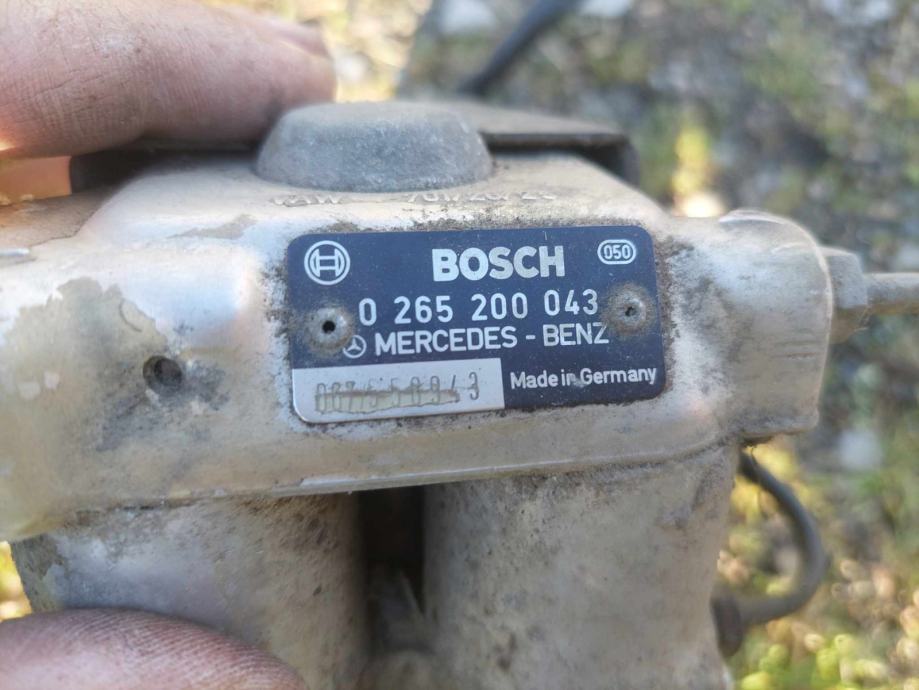 BOSCH
050
0 265 200 043
MERCEDES - BENZ
Made in Germany